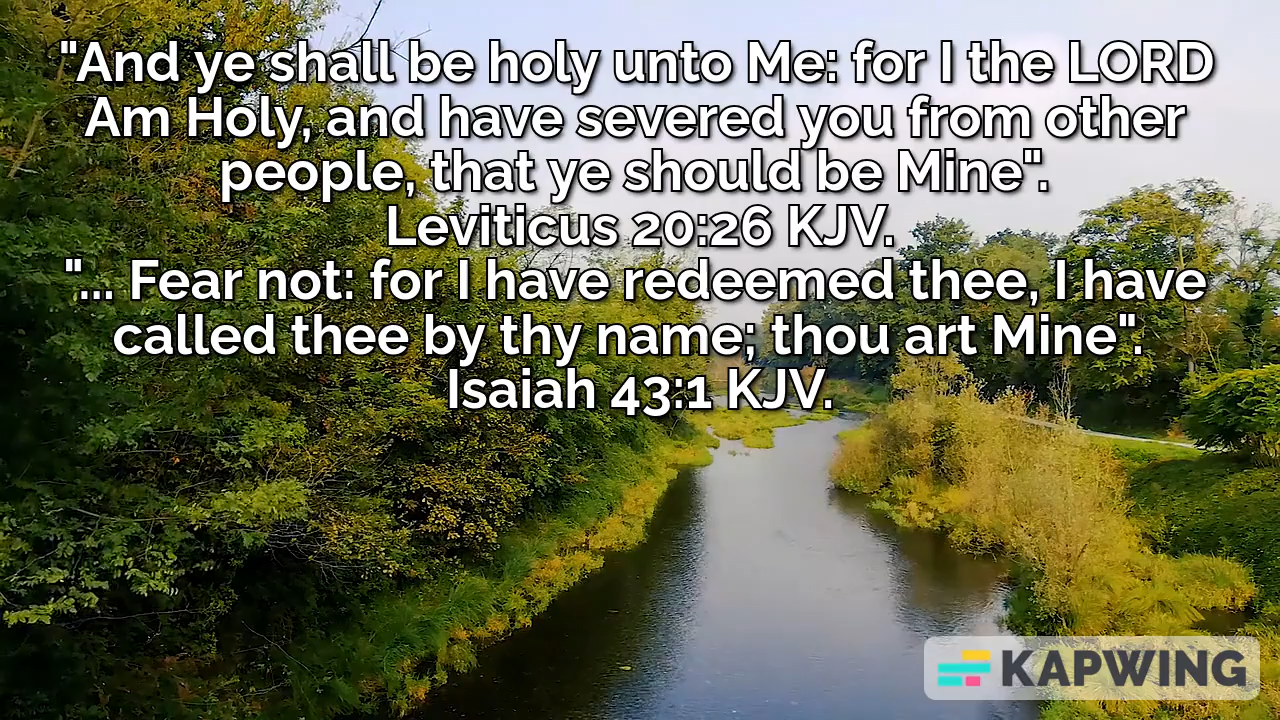 "And ye shall be holy unto Me: for I the LORD
Am Holy, and have severed you from other
people, that ye should be Mine".
Leviticus 20:26 KJV.
"... Fear not: for I have redeemed thee, I have
called thee by thy name; thou art Mine".
Isaiah 43:1 KJV.
KAPWING